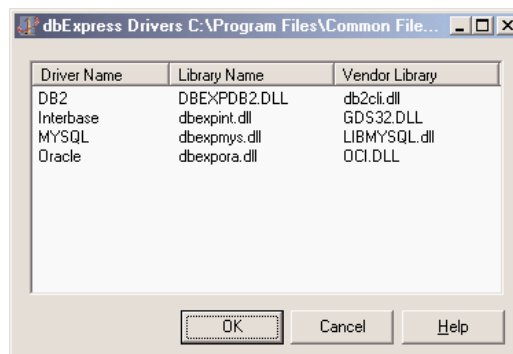 dbExpress Drivers C:\Program Files\Common File...
Driver Name Library Name Vendor Library
DB2 DBEXPDB2.DLL db2cli.dll
Interbase dbexpint.dll GDS32.DLL
MYSQL dbexpmys.dll LIBMYSQL.dll
Oracle dbexpora.dll OCI.DLL
OK Cancel Help